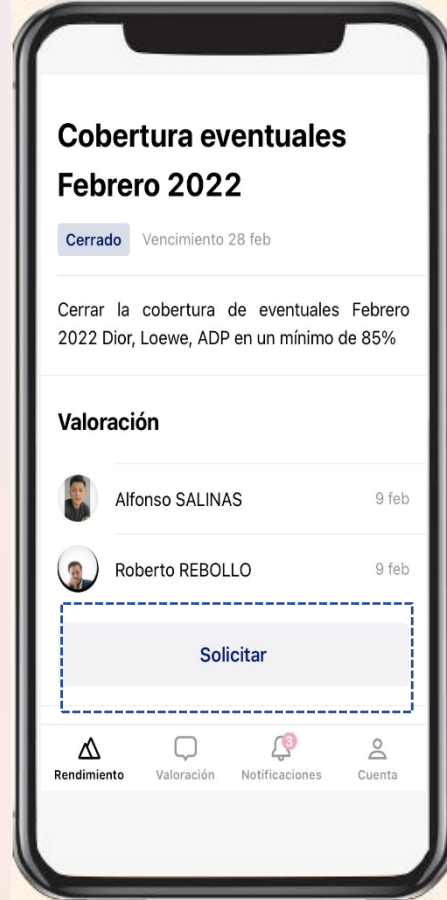 Cobertura eventuales
Febrero 2022
Cerrado Vencimiento 28 feb
Cerrar la cobertura de eventuales Febrero
2022 Dior, Loewe, ADP en un mínimo de 85%
Valoración
Alfonso SALINAS 9 feb
Roberto REBOLLO 9 feb
Solicitar
3
Rendimiento Valoración Notificaciones Cuenta